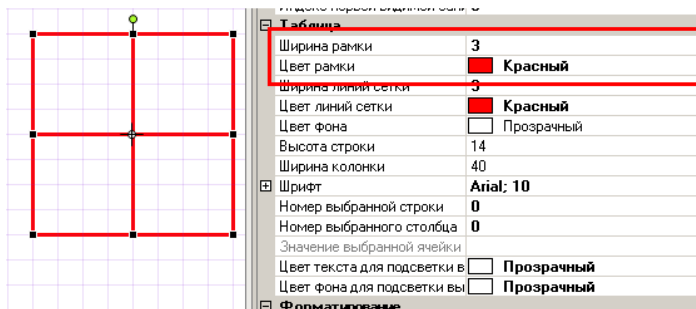 Таблица
Ширина рамки 3
Цвет рамки Красный
Ширина линий сетки 3
Цвет линий сетки Красный
Цвет фона Прозрачный
Высота строки 14
Ширина колонки 40
Шрифт Arial; 10
Номер выбранной строки 0
Номер выбранного столбца 0
Значение выбранной ячейки
Цвет текста для подсветки в Прозрачный
Цвет фона для подсветки вы Прозрачный
Форматирование